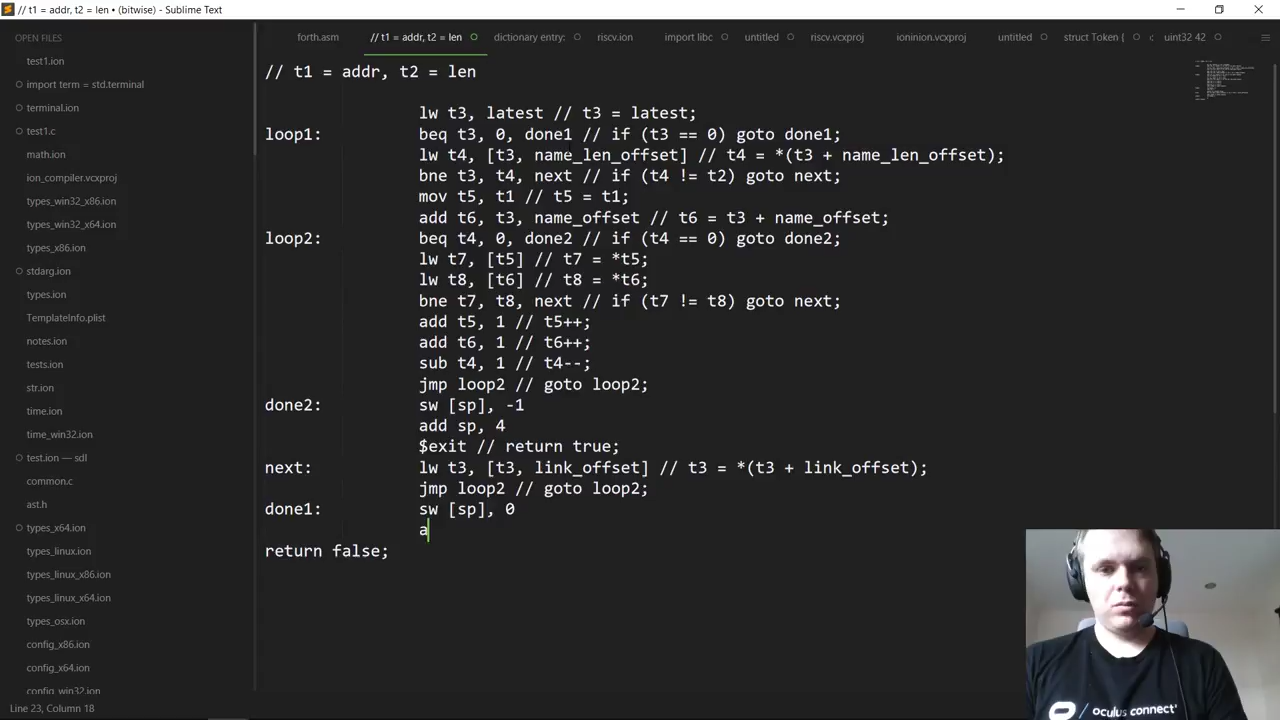 // t1 = addr, t2 = len • (bitwise) - Sublime Text
OPEN FILES
test1.ion
import term = std.terminal
terminal.ion
test1.c
math.ion
ion_compiler.vcxproj
types_win32_x86.ion
types_win32_x64.ion
types_x86.ion
stdarg.ion
types.ion
TemplateInfo.plist
notes.ion
tests.ion
str.ion
time.ion
time_win32.ion
test.ion — sdl
common.c
ast.h
types_x64.ion
types_linux.ion
types_linux_x86.ion
types_linux_x64.ion
types_osx.ion
config_x86.ion
config_x64.ion
config_win32.ion
forth.asm
// t1 = addr, t2 = len
dictionary entry:
riscv.ion
import libc
untitled
riscv.vcxproj
ioninion.vcxproj
untitled
struct Token {
uint32 42
// t1 = addr, t2 = len
lw t3, latest // t3 = latest;
loop1: beq t3, 0, done1 // if (t3 == 0) goto done1;
lw t4, [t3, name_len_offset] // t4 = *(t3 + name_len_offset);
bne t3, t4, next // if (t4 != t2) goto next;
mov t5, t1 // t5 = t1;
add t6, t3, name_offset // t6 = t3 + name_offset;
loop2: beq t4, 0, done2 // if (t4 == 0) goto done2;
lw t7, [t5] // t7 = *t5;
lw t8, [t6] // t8 = *t6;
bne t7, t8, next // if (t7 != t8) goto next;
add t5, 1 // t5++;
add t6, 1 // t6++;
sub t4, 1 // t4--;
jmp loop2 // goto loop2;
done2: sw [sp], -1
add sp, 4
$exit // return true;
next: lw t3, [t3, link_offset] // t3 = *(t3 + link_offset);
jmp loop2 // goto loop2;
done1: sw [sp], 0
a
return false;
oculus connect
Line 23, Column 18